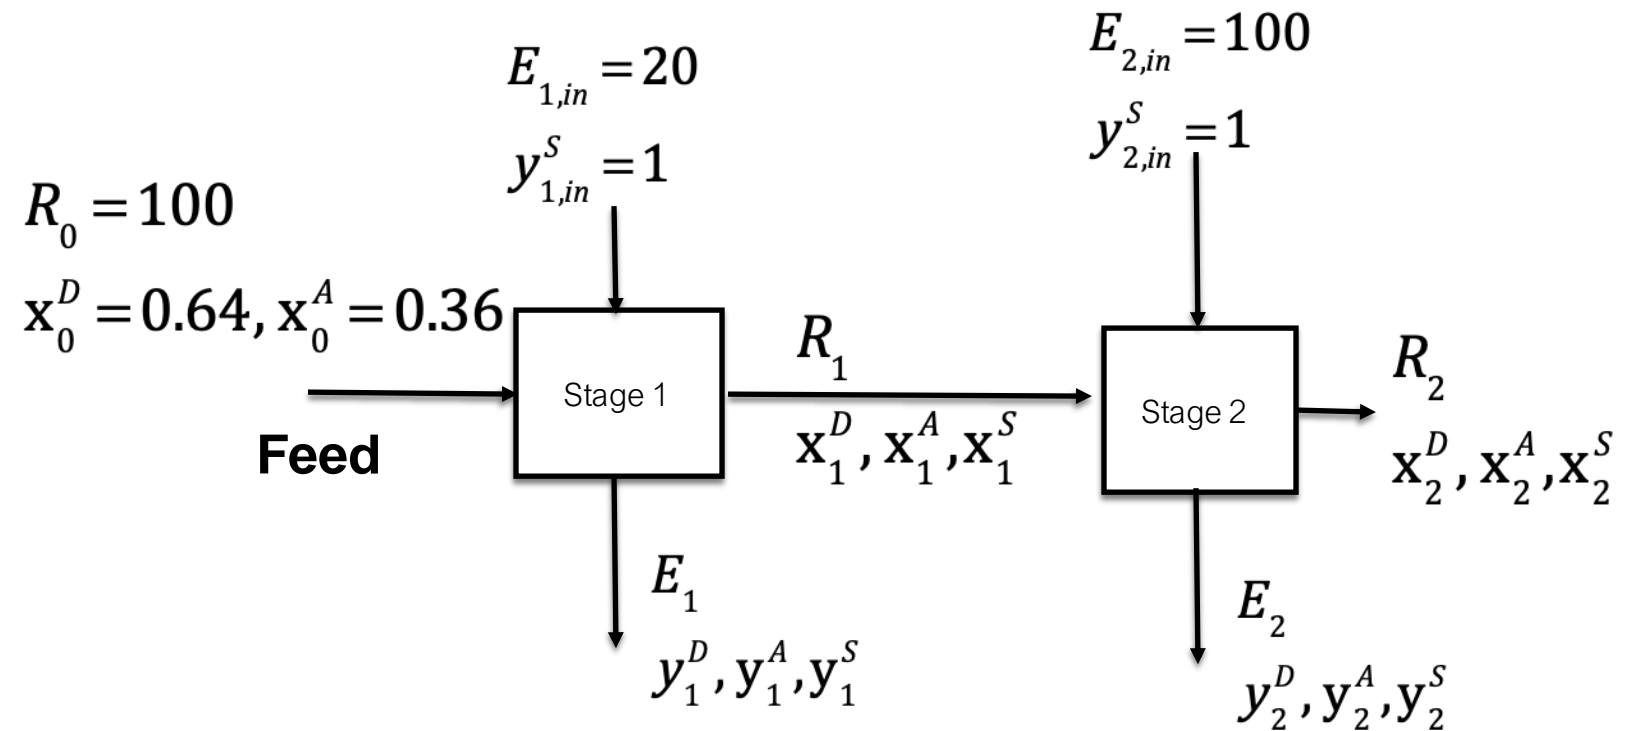 E_{1,in} = 20
y^S_{1,in} = 1
E_{2,in} = 100
y^S_{2,in} = 1
R_0 = 100
x^D_0 = 0.64, x^A_0 = 0.36
Feed
Stage 1
R_1
x^D_1, x^A_1, x^S_1
Stage 2
R_2
x^D_2, x^A_2, x^S_2
E_1
y^D_1, y^A_1, y^S_1
E_2
y^D_2, y^A_2, y^S_2